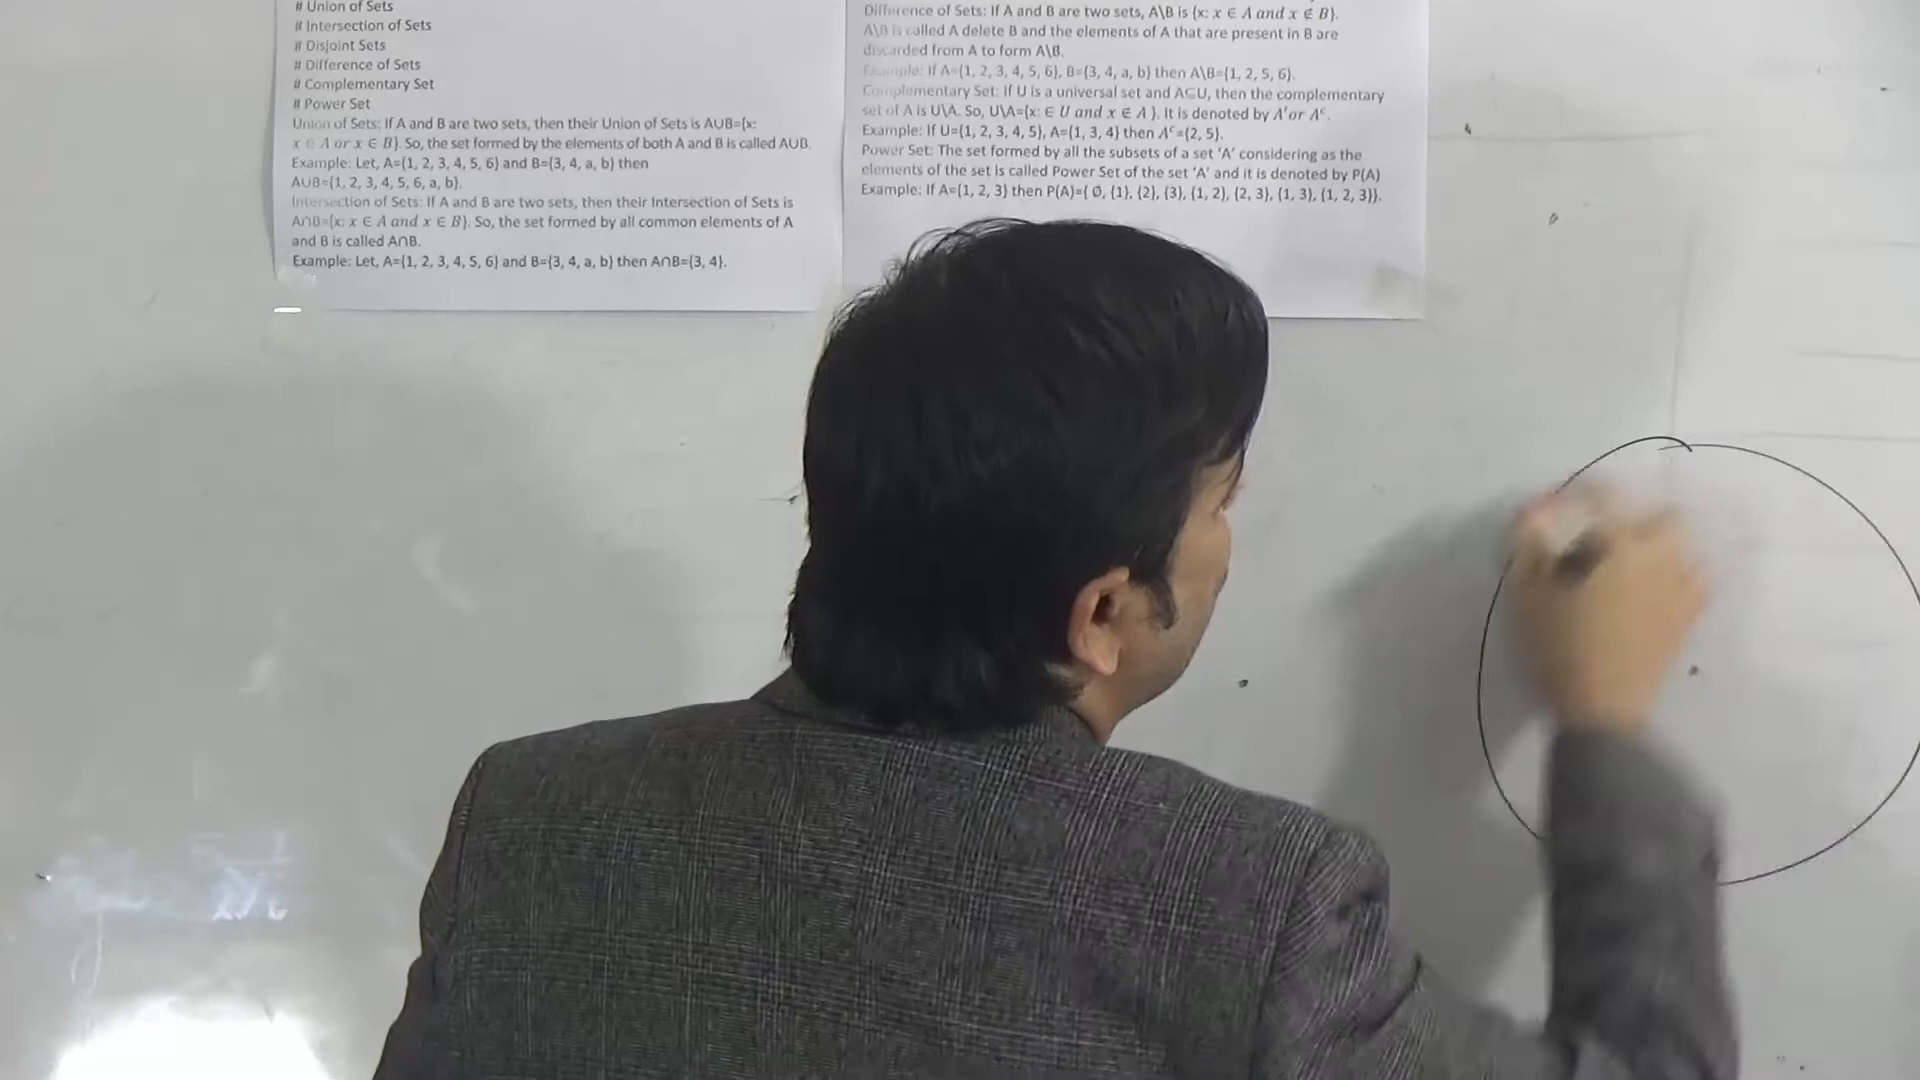 # Union of Sets
# Intersection of Sets
# Disjoint Sets
# Difference of Sets
# Complementary Set
# Power Set
Union of Sets: If A and B are two sets, then their Union of Sets is A∪B={x:
x ∈ A or x ∈ B}. So, the set formed by the elements of both A and B is called A∪B.
Example: Let, A={1, 2, 3, 4, 5, 6} and B={3, 4, a, b} then
A∪B={1, 2, 3, 4, 5, 6, a, b}.
Intersection of Sets: If A and B are two sets, then their Intersection of Sets is
A∩B={x: x ∈ A and x ∈ B}. So, the set formed by all common elements of A
and B is called A∩B.
Example: Let, A={1, 2, 3, 4, 5, 6} and B={3, 4, a, b} then A∩B={3, 4}.
Difference of Sets: If A and B are two sets, A\B is {x: x ∈ A and x ∉ B}.
A\B is called A delete B and the elements of A that are present in B are
discarded from A to form A\B.
Example: If A={1, 2, 3, 4, 5, 6}, B={3, 4, a, b} then A\B={1, 2, 5, 6}.
Complementary Set: If U is a universal set and A⊆U, then the complementary
set of A is U\A. So, U\A={x: ∈ U and x ∉ A }. It is denoted by A′or Aᶜ.
Example: If U={1, 2, 3, 4, 5}, A={1, 3, 4} then Aᶜ={2, 5}.
Power Set: The set formed by all the subsets of a set ‘A’ considering as the
elements of the set is called Power Set of the set ‘A’ and it is denoted by P(A)
Example: If A={1, 2, 3} then P(A)={ ∅, {1}, {2}, {3}, {1, 2}, {2, 3}, {1, 3}, {1, 2, 3}}.